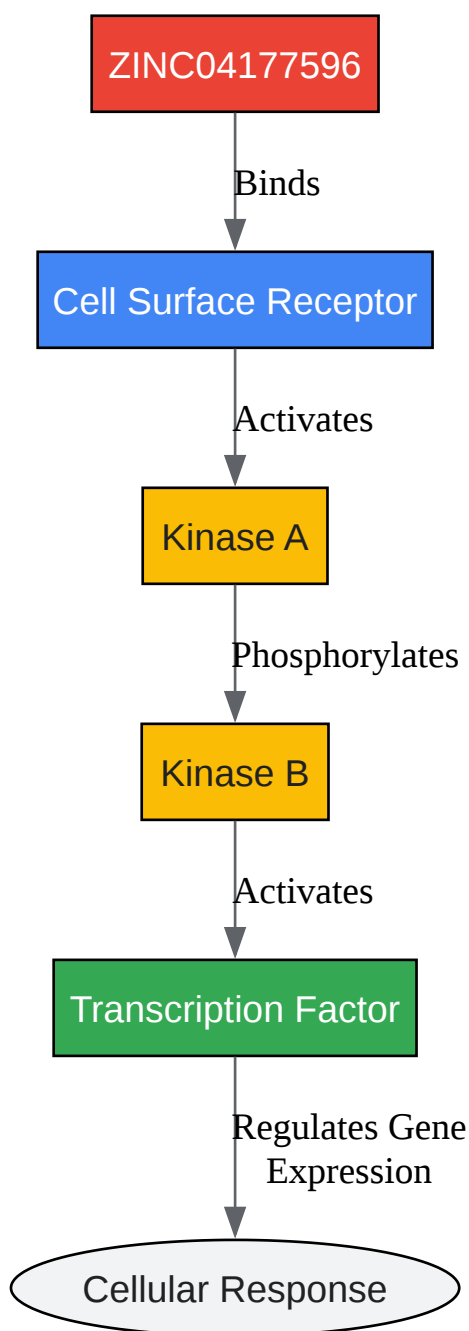 ZINC04177596
Binds
Cell Surface Receptor
Activates
Kinase A
Phosphorylates
Kinase B
Activates
Transcription Factor
Regulates Gene
Expression
Cellular Response